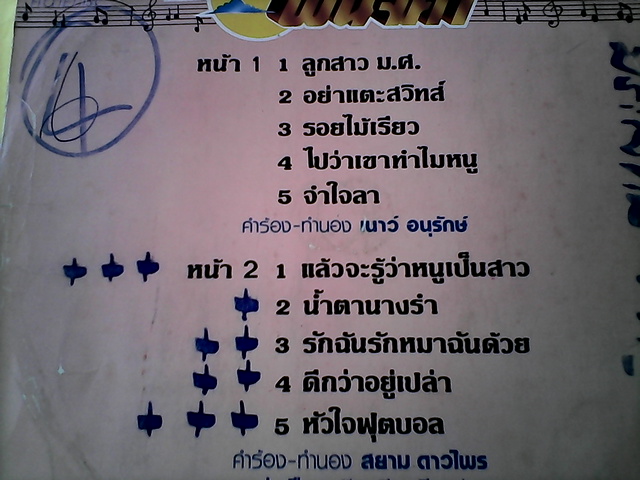 หน้า 1 1 ลูกสาว ม.ศ.
2 อย่าแตะสวิทส์
3 รอยไม้เรียว
4 ไปว่าเขาทำไมหนู
5 จำใจลา
คำร้อง-ทำนอง เนาว์ อนุรักษ์
หน้า 2 1 แล้วจะรู้ว่าหนูเป็นสาว
2 น้ำตานางรำ
3 รักฉันรักหมาฉันด้วย
4 ดีกว่าอยู่เปล่า
5 หัวใจฟุตบอล
คำร้อง-ทำนอง สยาม ดาวไพร